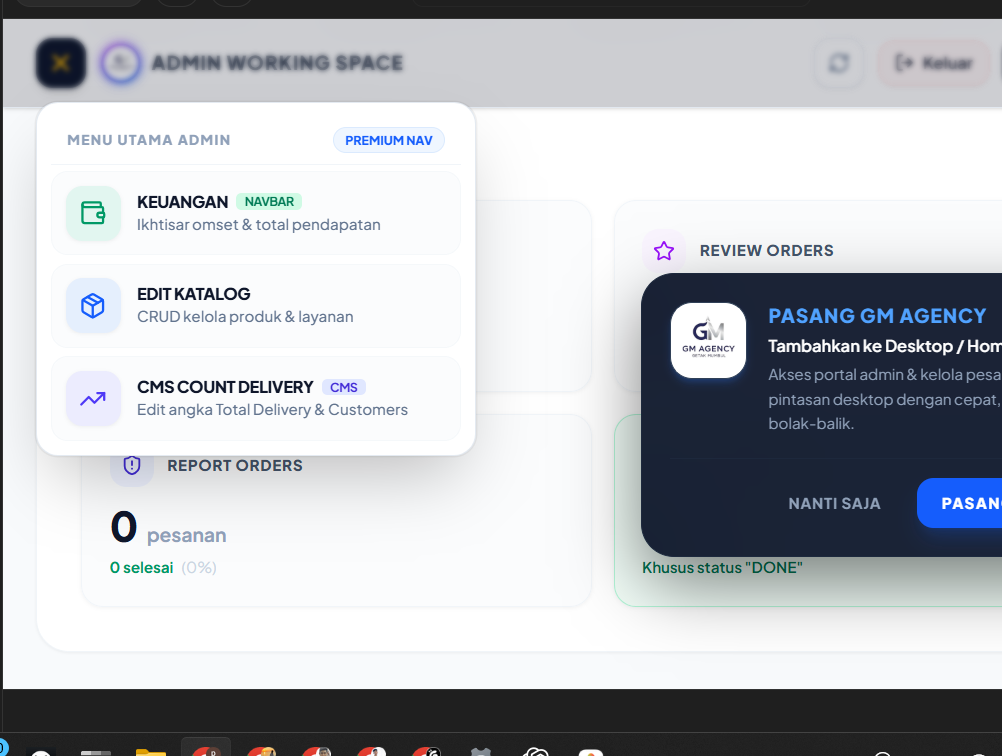 ADMIN WORKING SPACE
Keluar
MENU UTAMA ADMIN
PREMIUM NAV
KEUANGAN NAVBAR
Ikhtisar omset & total pendapatan
EDIT KATALOG
CRUD kelola produk & layanan
CMS COUNT DELIVERY CMS
Edit angka Total Delivery & Customers
REVIEW ORDERS
GM
GM AGENCY
PASANG GM AGENCY
Tambahkan ke Desktop / Hom
Akses portal admin & kelola pesa
pintasan desktop dengan cepat,
bolak-balik.
NANTI SAJA
PASANG
REPORT ORDERS
0 pesanan
0 selesai (0%)
Khusus status "DONE"